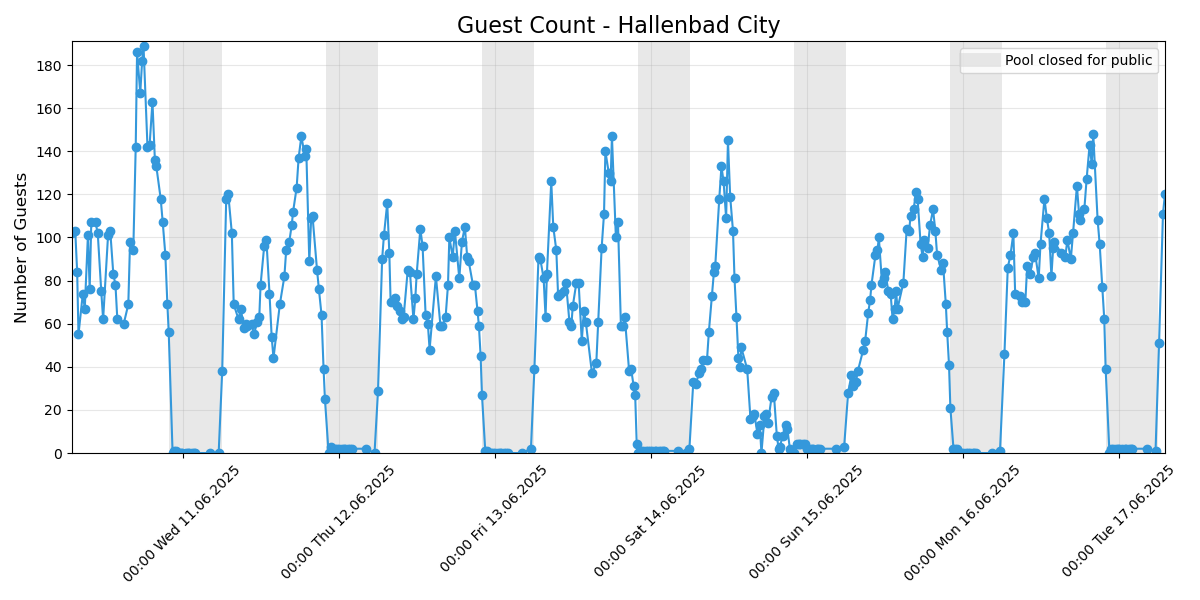 Guest Count - Hallenbad City
Pool closed for public
Number of Guests
180
160
140
120
100
80
60
40
20
0
00:00 Wed 11.06.2025
00:00 Thu 12.06.2025
00:00 Fri 13.06.2025
00:00 Sat 14.06.2025
00:00 Sun 15.06.2025
00:00 Mon 16.06.2025
00:00 Tue 17.06.2025